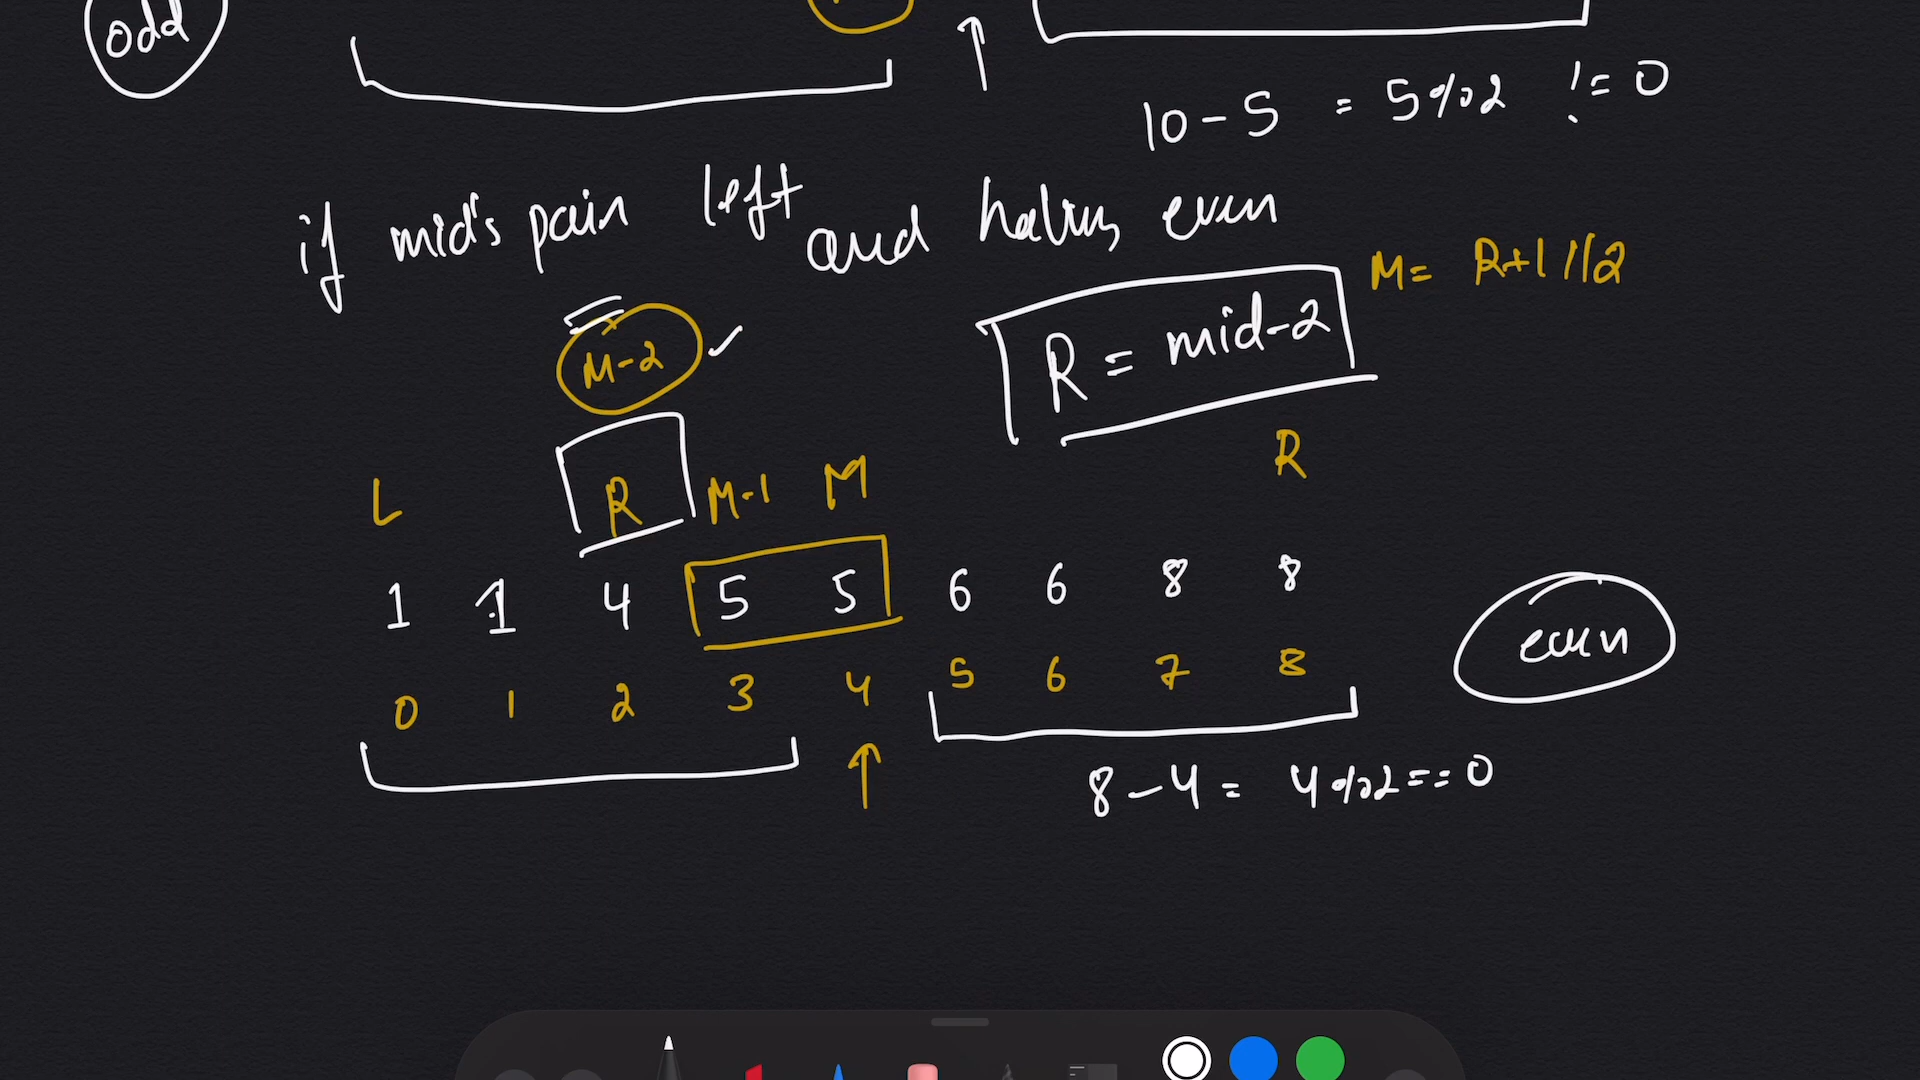 odd
10 - 5 = 5%2 != 0
if mid's pair left and halves even
M = R+1 // 2
M-2
R = mid-2
R
L R M-1 M
1 1 4 5 5 6 6 8 8
0 1 2 3 4 5 6 7 8
even
8 - 4 = 4%2 == 0